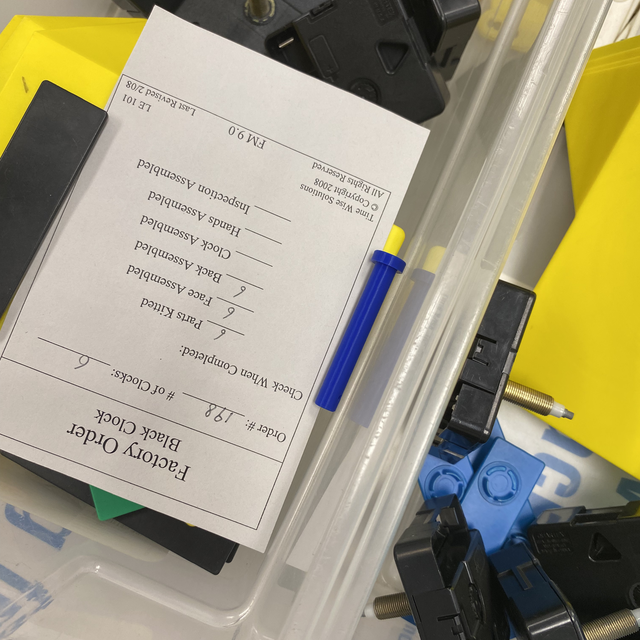 Factory Order
Black Clock
Order #: 198 # of Clocks: 6
Check When Completed:
6 Parts Kitted
6 Face Assembled
6 Back Assembled
Clock Assembled
Hands Assembled
Inspection Assembled
Time Wise Solutions
© Copyright 2008
All Rights Reserved
FM 9.0
LE 101
Last Revised 2/08